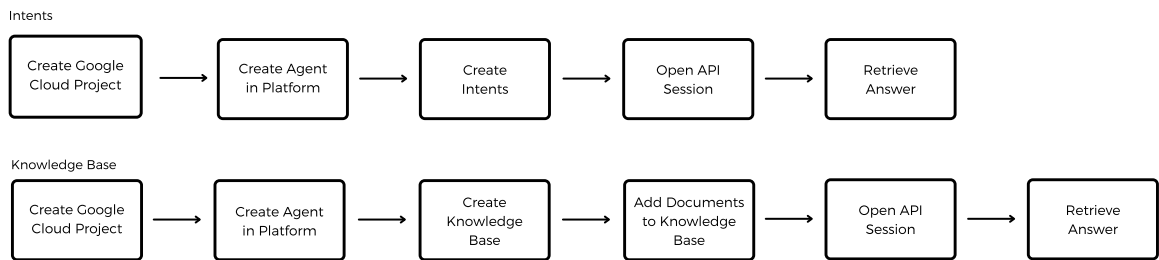 Intents
Create Google
Cloud Project
Create Agent
in Platform
Create
Intents
Open API
Session
Retrieve
Answer
Knowledge Base
Create Google
Cloud Project
Create Agent
in Platform
Create
Knowledge
Base
Add Documents
to Knowledge
Base
Open API
Session
Retrieve
Answer